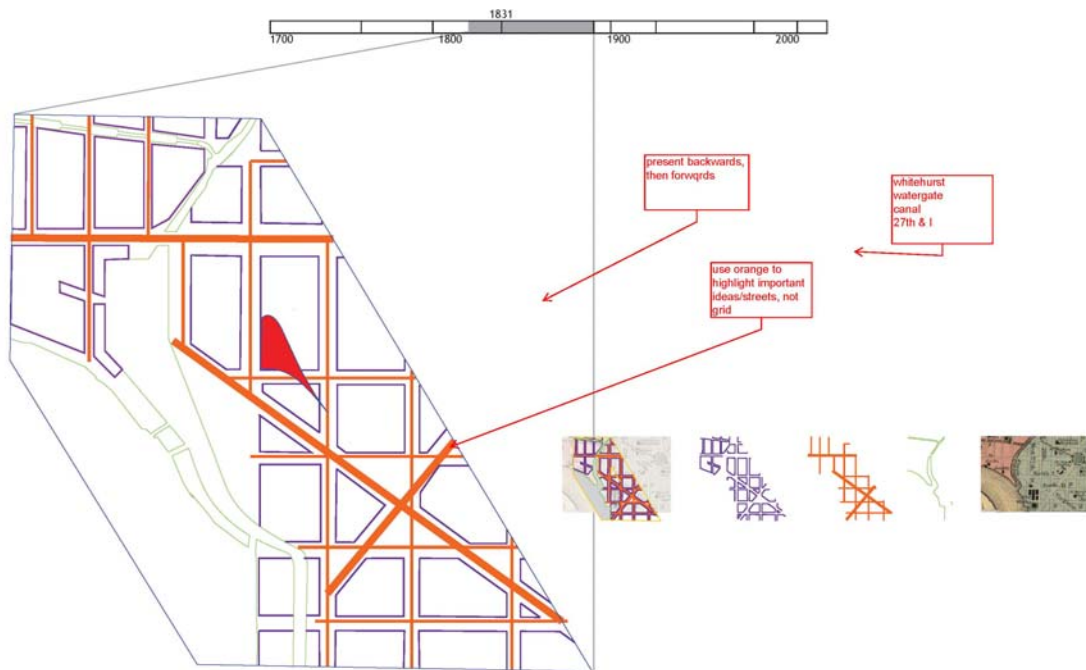 1831
1700
1800
1900
2000
present backwards,
then forwqrds
whitehurst
watergate
canal
27th & I
use orange to
highlight important
ideas/streets, not
grid